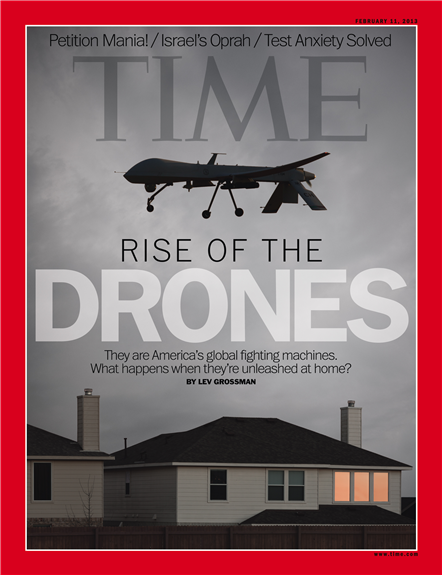 FEBRUARY 11, 2013
Petition Mania! / Israel's Oprah / Test Anxiety Solved
TIME
RISE OF THE
DRONES
They are America's global fighting machines.
What happens when they're unleashed at home?
BY LEV GROSSMAN
www.time.com